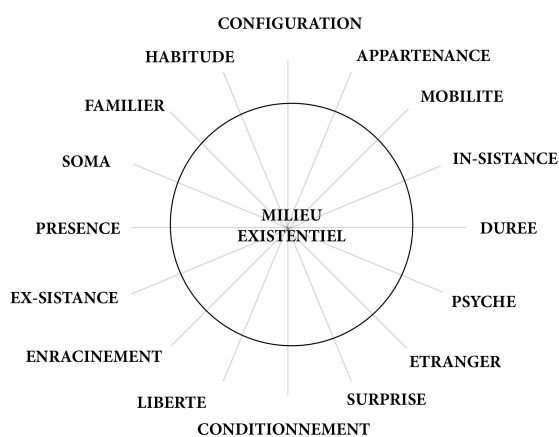 CONFIGURATION
HABITUDE
APPARTENANCE
FAMILIER
MOBILITE
SOMA
IN-SISTANCE
MILIEU
EXISTENTIEL
PRESENCE
DUREE
EX-SISTANCE
PSYCHE
ENRACINEMENT
ETRANGER
LIBERTE
SURPRISE
CONDITIONNEMENT